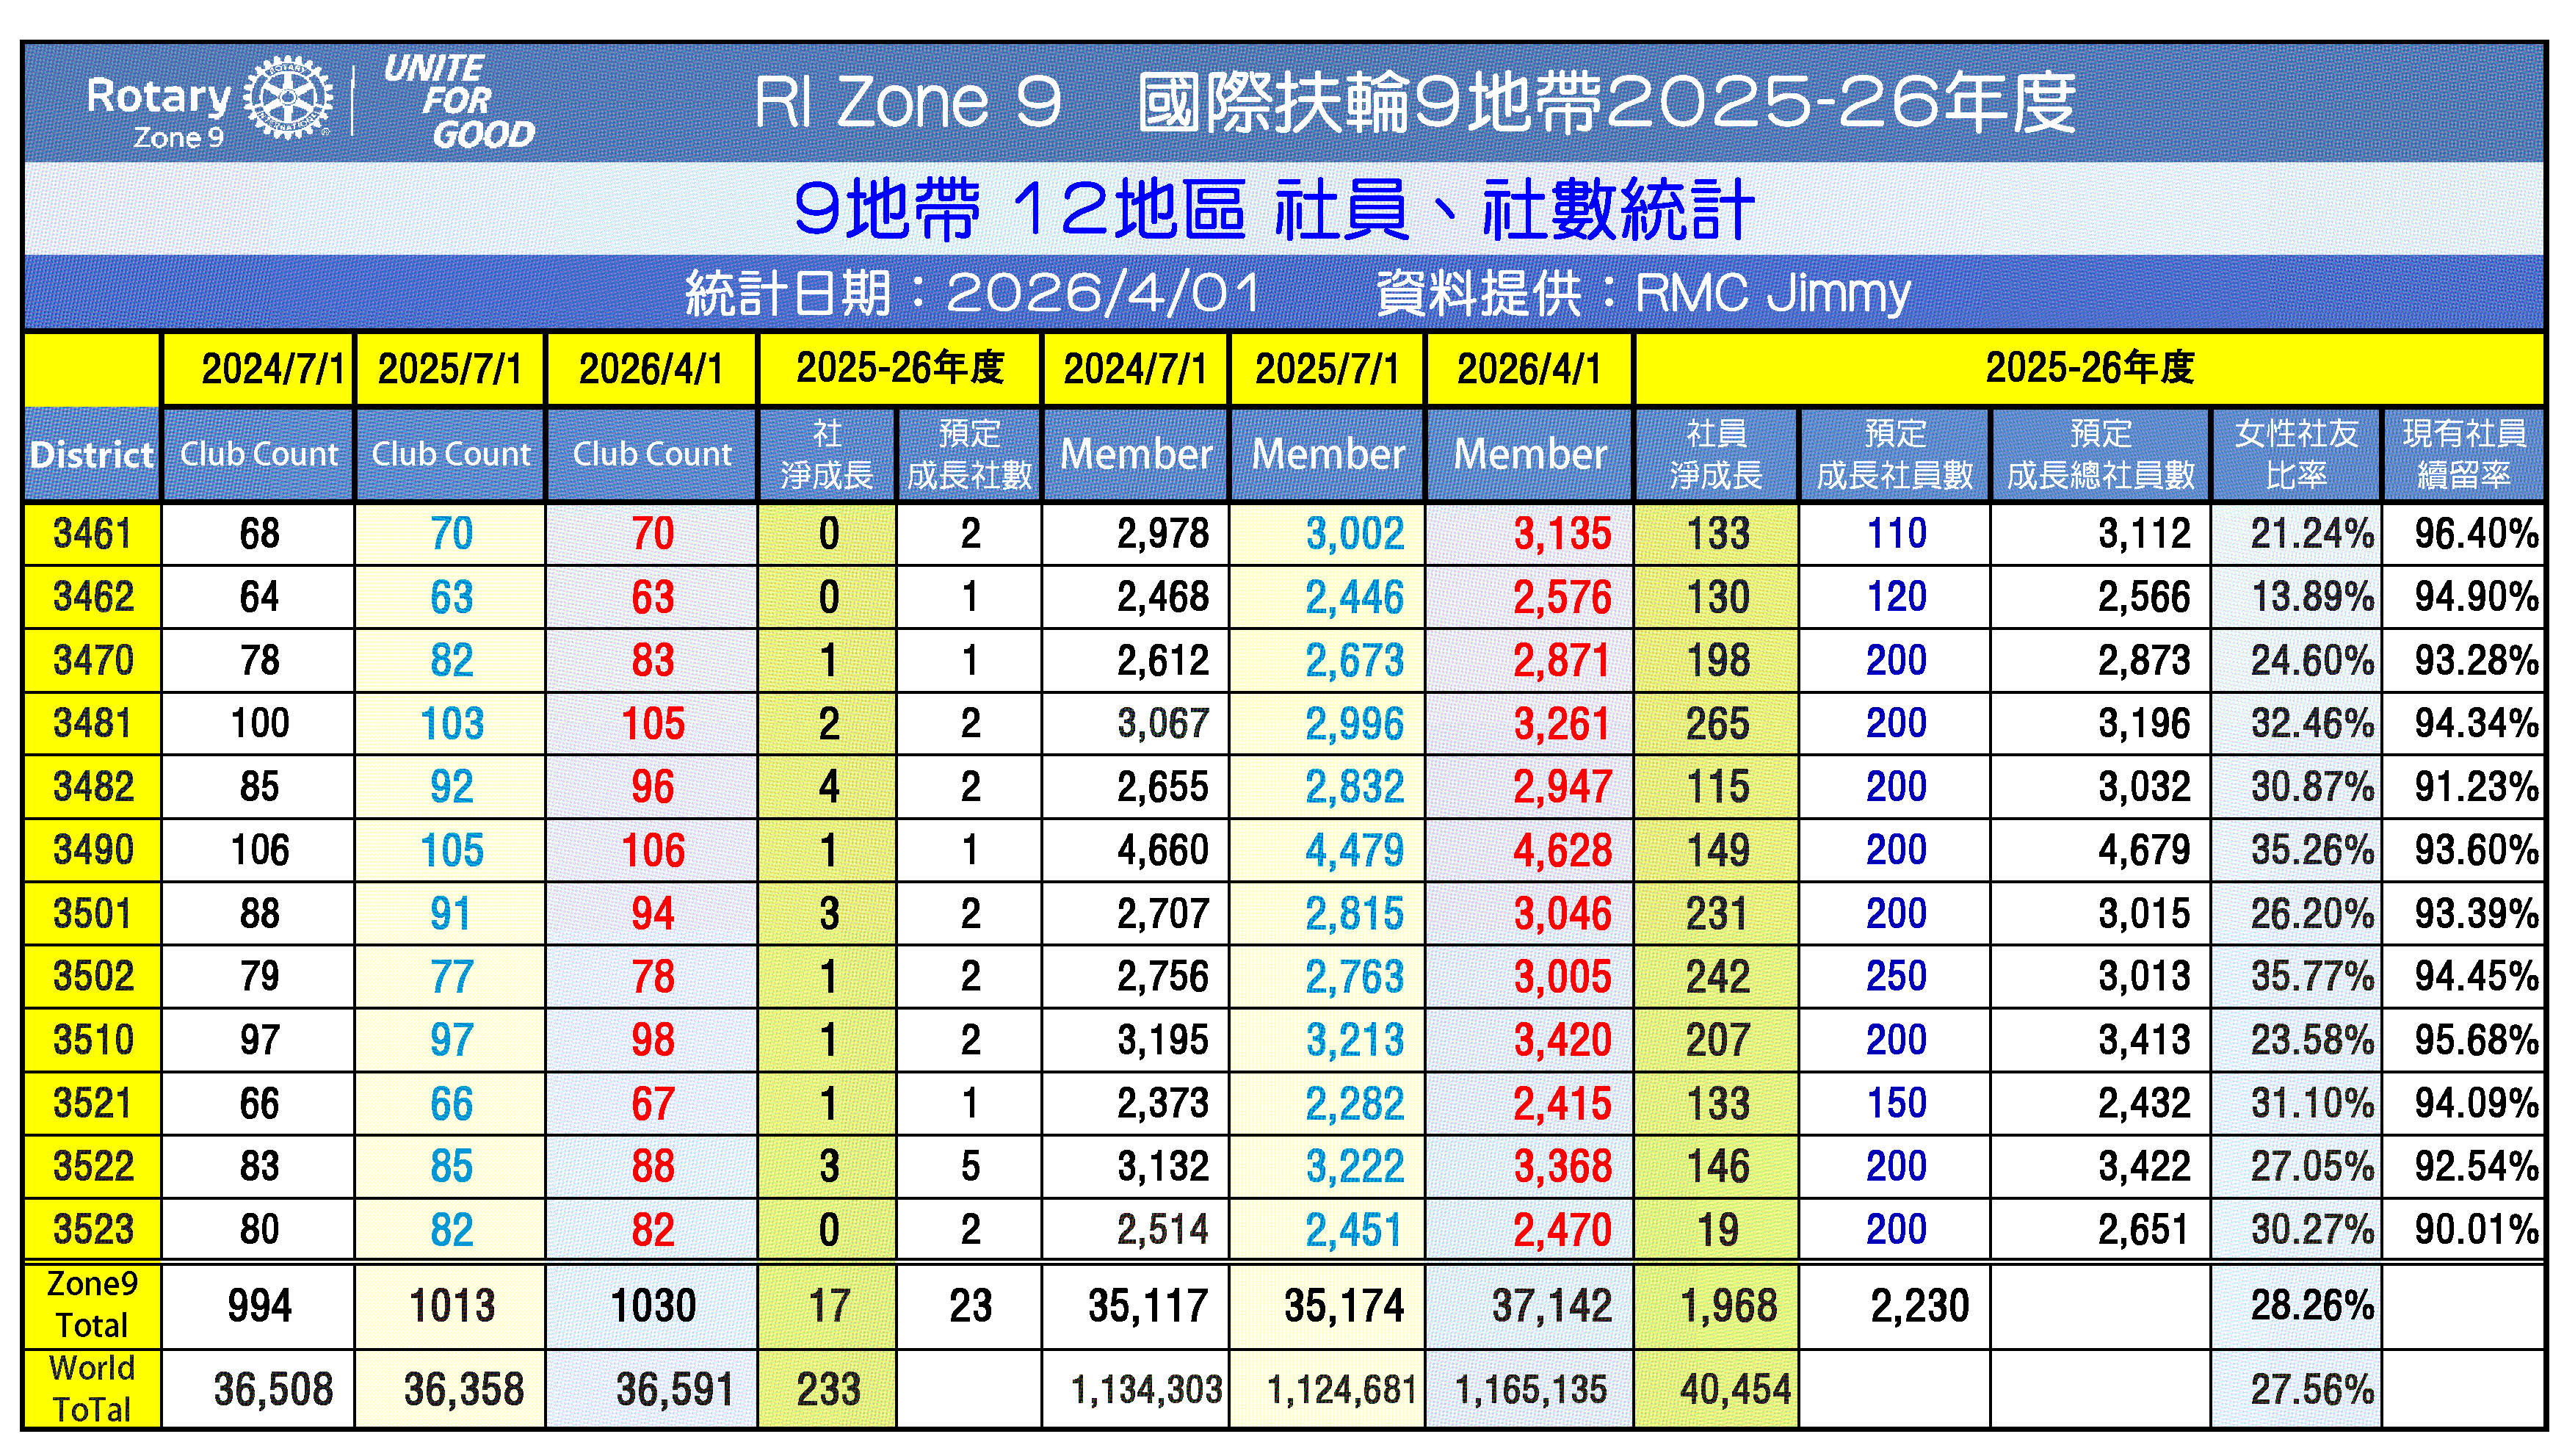 Rotary
Zone 9
UNITE
FOR
GOOD
RI Zone 9 國際扶輪9地帶2025-26年度
9地帶 12地區 社員、社數統計
統計日期：2026/4/01 資料提供：RMC Jimmy
2024/7/1 2025/7/1 2026/4/1 2025-26年度 2024/7/1 2025/7/1 2026/4/1 2025-26年度
District Club Count Club Count Club Count 社淨成長 預定成長社數 Member Member Member 社員淨成長 預定成長社員數 預定成長總社員數 女性社友比率 現有社員續留率
3461 68 70 70 0 2 2,978 3,002 3,135 133 110 3,112 21.24% 96.40%
3462 64 63 63 0 1 2,468 2,446 2,576 130 120 2,566 13.89% 94.90%
3470 78 82 83 1 1 2,612 2,673 2,871 198 200 2,873 24.60% 93.28%
3481 100 103 105 2 2 3,067 2,996 3,261 265 200 3,196 32.46% 94.34%
3482 85 92 96 4 2 2,655 2,832 2,947 115 200 3,032 30.87% 91.23%
3490 106 105 106 1 1 4,660 4,479 4,628 149 200 4,679 35.26% 93.60%
3501 88 91 94 3 2 2,707 2,815 3,046 231 200 3,015 26.20% 93.39%
3502 79 77 78 1 2 2,756 2,763 3,005 242 250 3,013 35.77% 94.45%
3510 97 97 98 1 2 3,195 3,213 3,420 207 200 3,413 23.58% 95.68%
3521 66 66 67 1 1 2,373 2,282 2,415 133 150 2,432 31.10% 94.09%
3522 83 85 88 3 5 3,132 3,222 3,368 146 200 3,422 27.05% 92.54%
3523 80 82 82 0 2 2,514 2,451 2,470 19 200 2,651 30.27% 90.01%
Zone9 Total 994 1013 1030 17 23 35,117 35,174 37,142 1,968 2,230 28.26%
World ToTal 36,508 36,358 36,591 233 1,134,303 1,124,681 1,165,135 40,454 27.56%